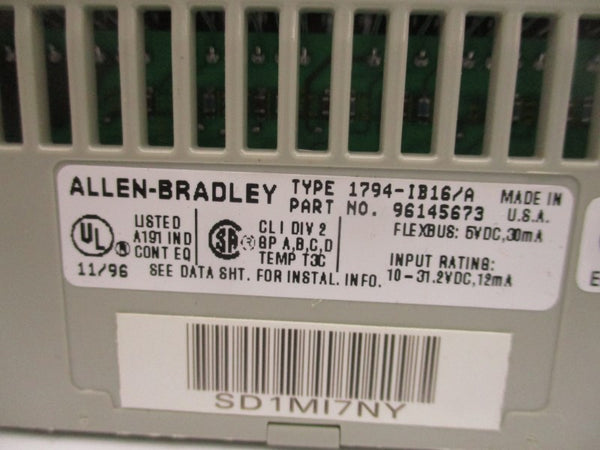 ALLEN-BRADLEY TYPE 1794-IB16/A MADE IN
PART NO. 96145673 U.S.A.
FLEXBUS: 5VDC,30mA
UL LISTED
A191 IND
CONT EQ
SA CL I DIV 2
GP A,B,C,D
TEMP T3C
INPUT RATING:
10-31.2VDC,12mA
11/96 SEE DATA SHT. FOR INSTAL. INFO.
SD1MI7NY